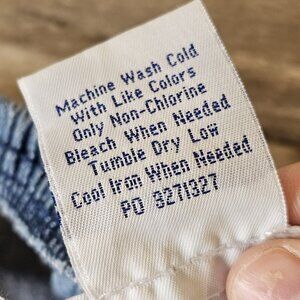 Machine Wash Cold
With Like Colors
Only Non-Chlorine
Bleach When Needed
Tumble Dry Low
Cool Iron When Needed
PO 9271927